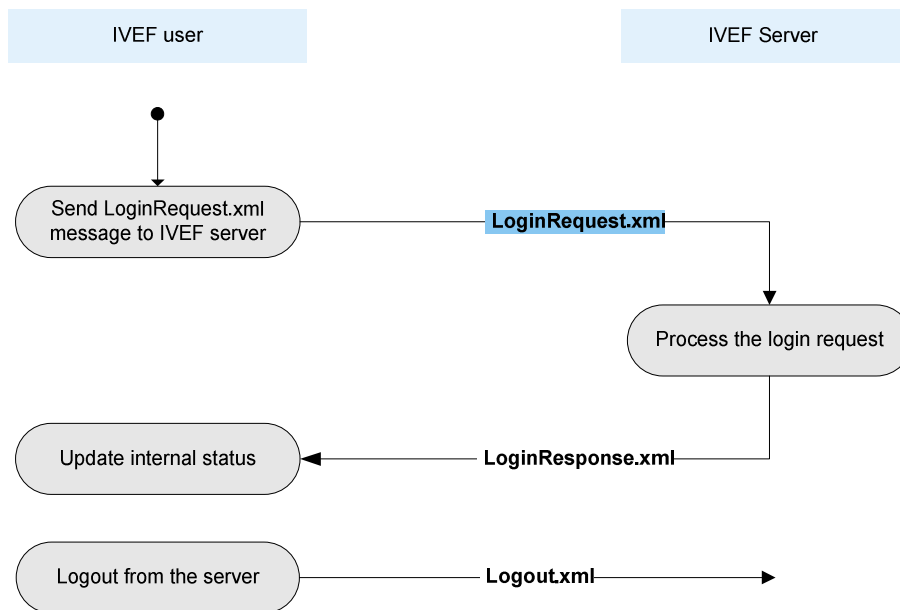 IVEF user
IVEF Server
Send LoginRequest.xml
message to IVEF server
LoginRequest.xml
Process the login request
Update internal status
LoginResponse.xml
Logout from the server
Logout.xml